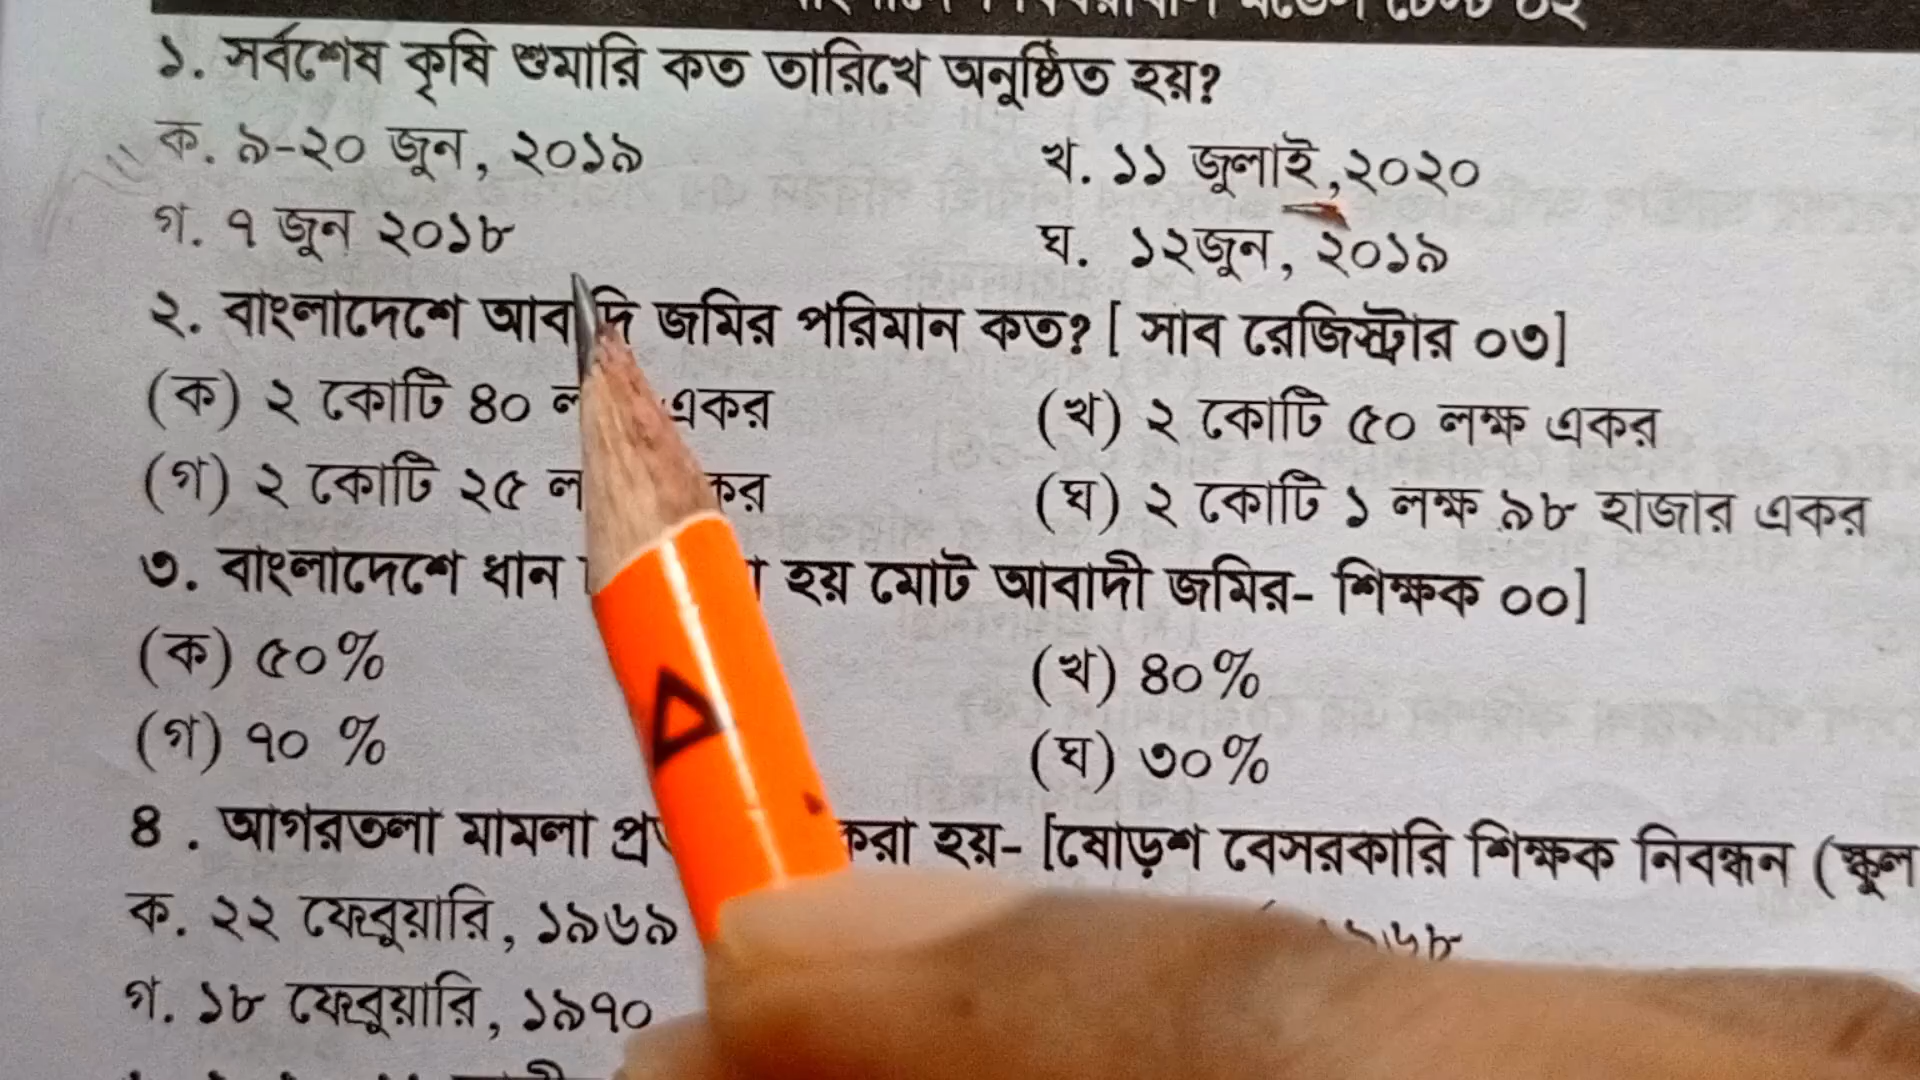 ১. সর্বশেষ কৃষি শুমারি কত তারিখে অনুষ্ঠিত হয়?
ক. ৯-২০ জুন, ২০১৯ খ. ১১ জুলাই,২০২০
গ. ৭ জুন ২০১৮ ঘ. ১২জুন, ২০১৯
২. বাংলাদেশে জমির পরিমান কত? [ সাব রেজিস্ট্রার ০৩]
(ক) ২ কোটি ৪০ একর (খ) ২ কোটি ৫০ লক্ষ একর
(গ) ২ কোটি ২৫ (ঘ) ২ কোটি ১ লক্ষ ৯৮ হাজার একর
৩. বাংলাদেশে ধান হয় মোট আবাদী জমির- শিক্ষক ০০]
(ক) ৫০% (খ) ৪০%
(গ) ৭০ % (ঘ) ৩০%
৪ . আগরতলা মামলা করা হয়- [ষোড়শ বেসরকারি শিক্ষক নিবন্ধন (স্কুল
ক. ২২ ফেব্রুয়ারি, ১৯৬৯
গ. ১৮ ফেব্রুয়ারি, ১৯৭০